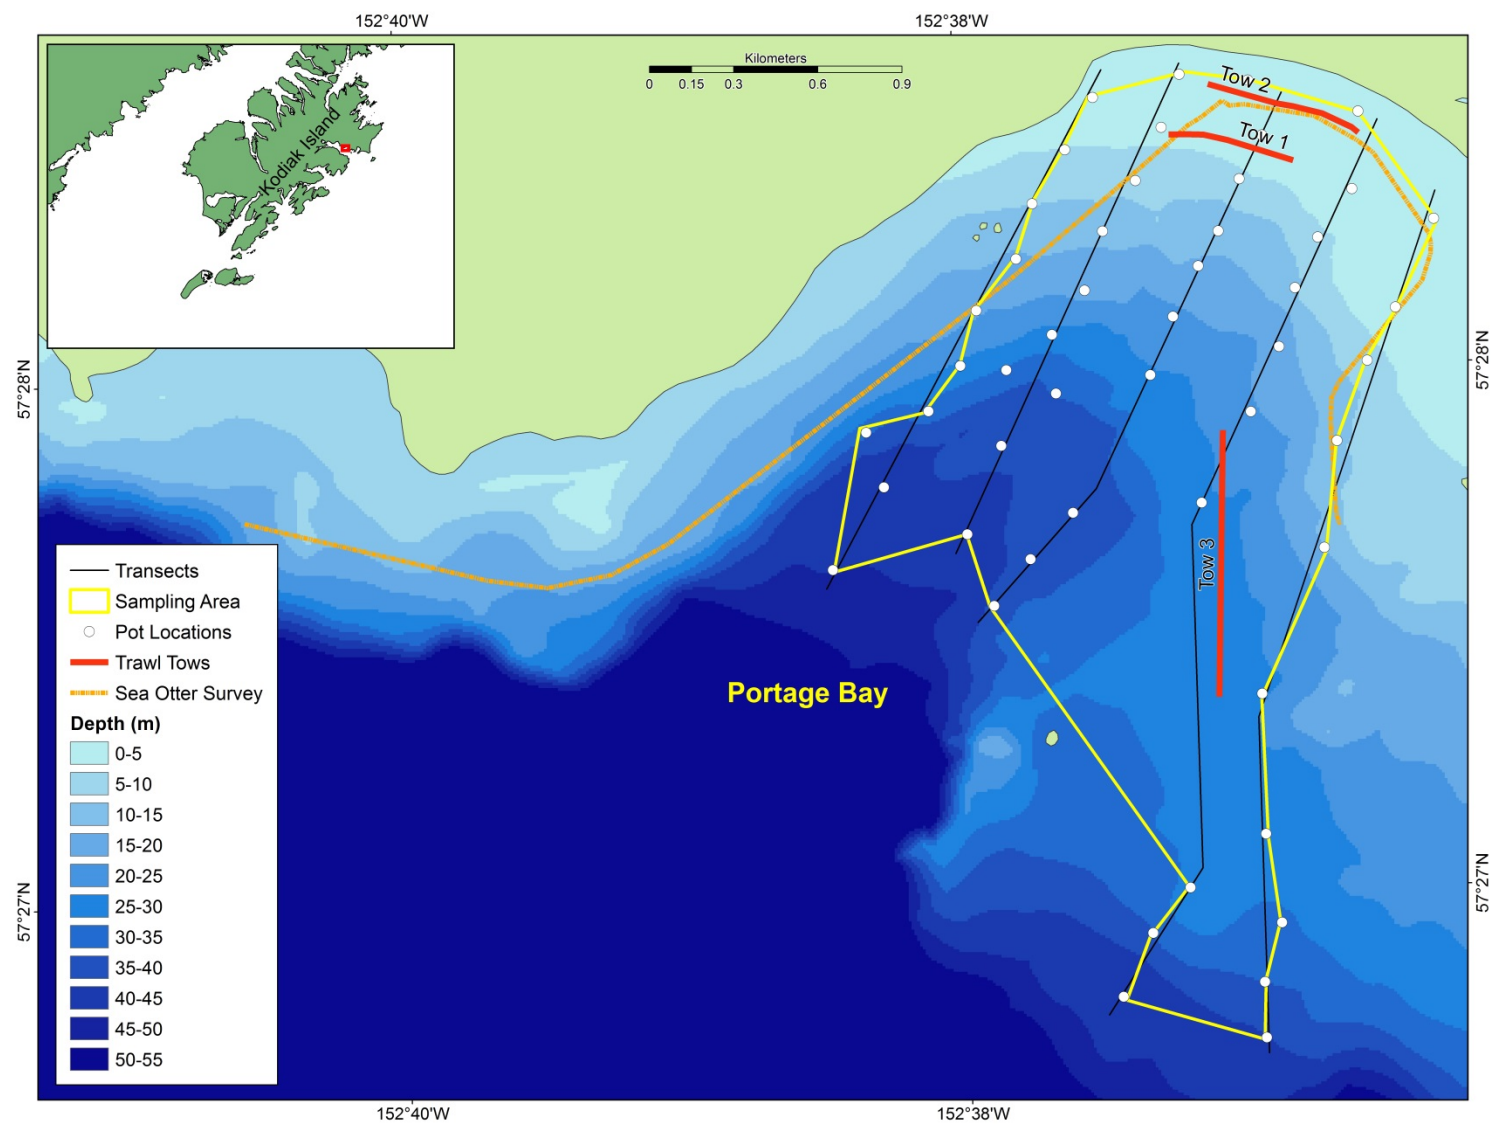 152°40'W
152°38'W
Kodiak Island
Kilometers
0 0.15 0.3 0.6 0.9
Tow 2
Tow 1
57°28'N
57°28'N
Tow 3
Transects
Sampling Area
Pot Locations
Trawl Tows
Sea Otter Survey
Depth (m)
0-5
5-10
10-15
15-20
20-25
25-30
30-35
35-40
40-45
45-50
50-55
Portage Bay
57°27'N
57°27'N
152°40'W
152°38'W